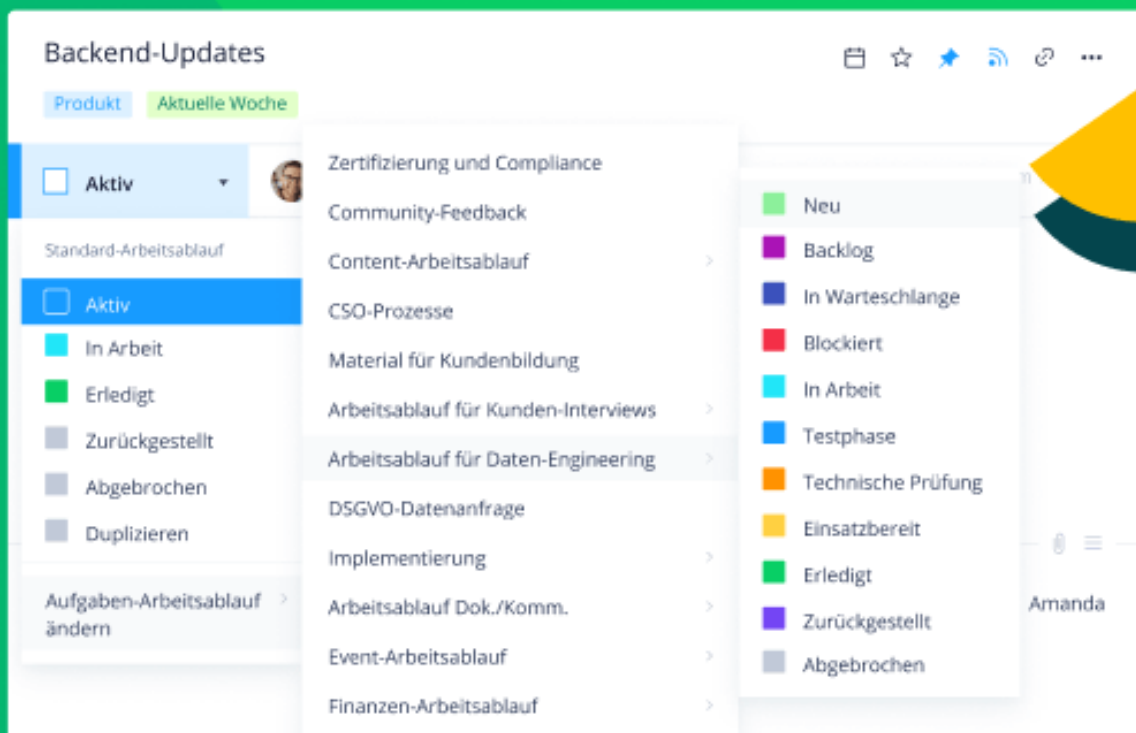 Backend-Updates
Produkt
Aktuelle Woche
Aktiv
Standard-Arbeitsablauf
Aktiv
In Arbeit
Erledigt
Zurückgestellt
Abgebrochen
Duplizieren
Aufgaben-Arbeitsablauf
ändern
Zertifizierung und Compliance
Community-Feedback
Content-Arbeitsablauf
CSO-Prozesse
Material für Kundenbildung
Arbeitsablauf für Kunden-Interviews
Arbeitsablauf für Daten-Engineering
DSGVO-Datenanfrage
Implementierung
Arbeitsablauf Dok./Komm.
Event-Arbeitsablauf
Finanzen-Arbeitsablauf
Neu
Backlog
In Warteschlange
Blockiert
In Arbeit
Testphase
Technische Prüfung
Einsatzbereit
Erledigt
Zurückgestellt
Abgebrochen
Amanda